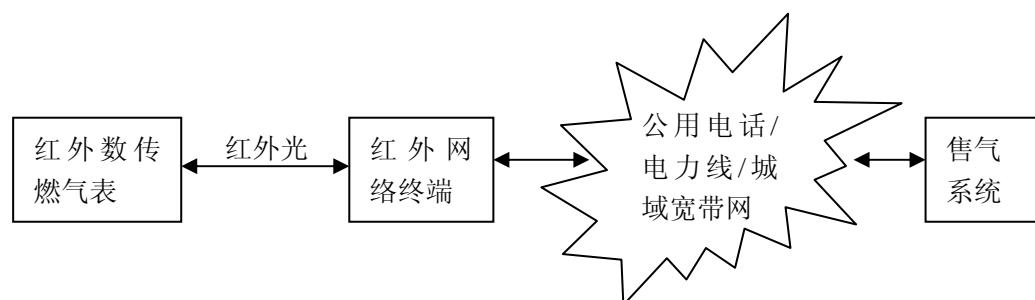 红外数传
燃气表
红外光
红外网
络终端
公用电话/
电力线/城
域宽带网
售气
系统